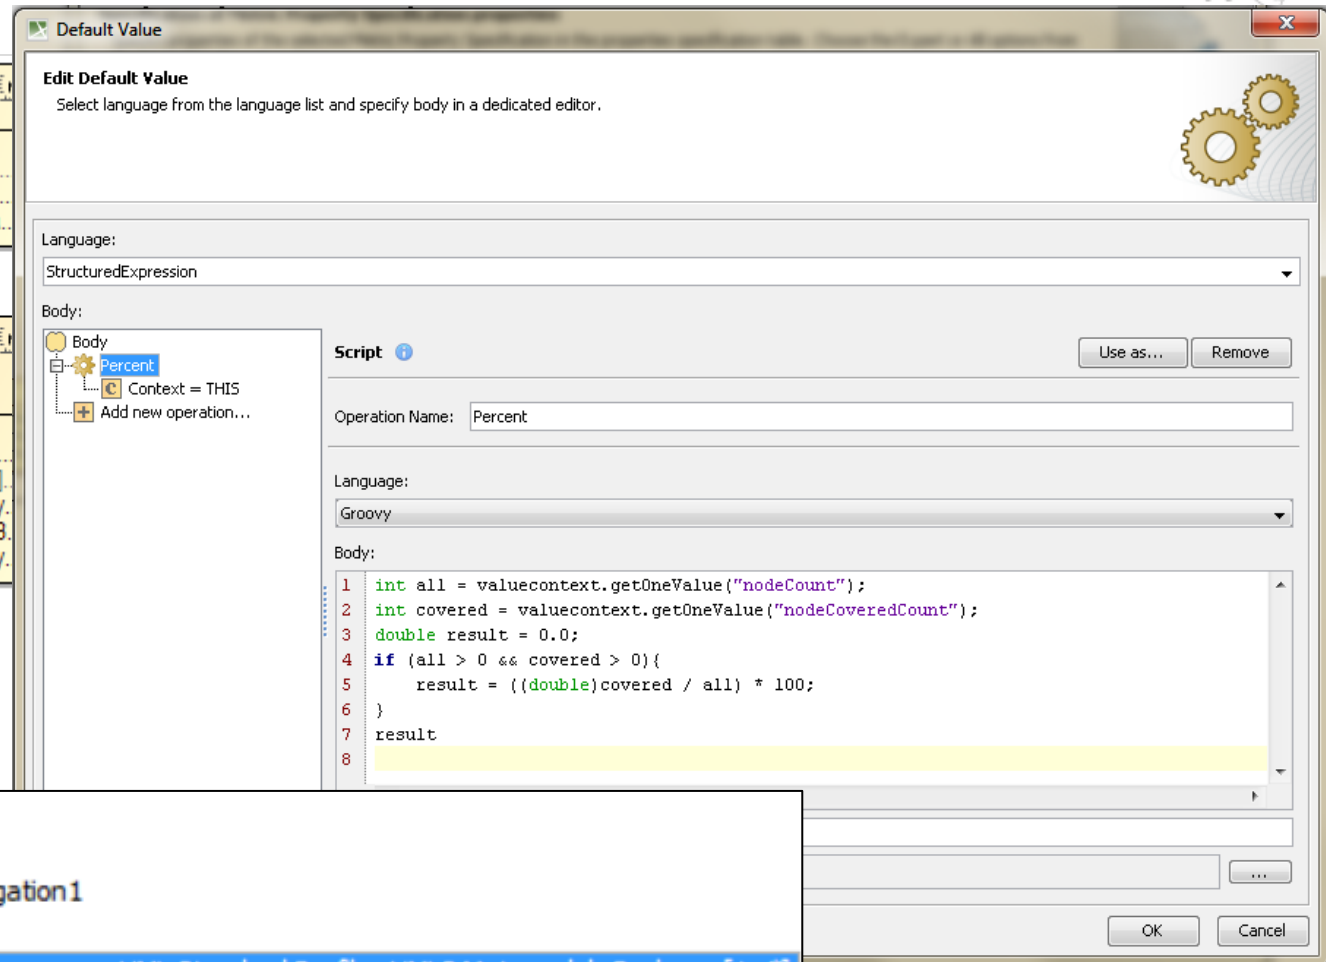 Default Value
Edit Default Value
Select language from the language list and specify body in a dedicated editor.
Language:
StructuredExpression
Body:
Body
Percent
Context = THIS
Add new operation...
Script
Use as...
Remove
Operation Name: Percent
Language:
Groovy
Body:
1 int all = valuecontext.getOneValue("nodeCount");
2 int covered = valuecontext.getOneValue("nodeCoveredCount");
3 double result = 0.0;
4 if (all > 0 && covered > 0){
5 result = ((double)covered / all) * 100;
6 }
7 result
8
gation1
...
OK
Cancel